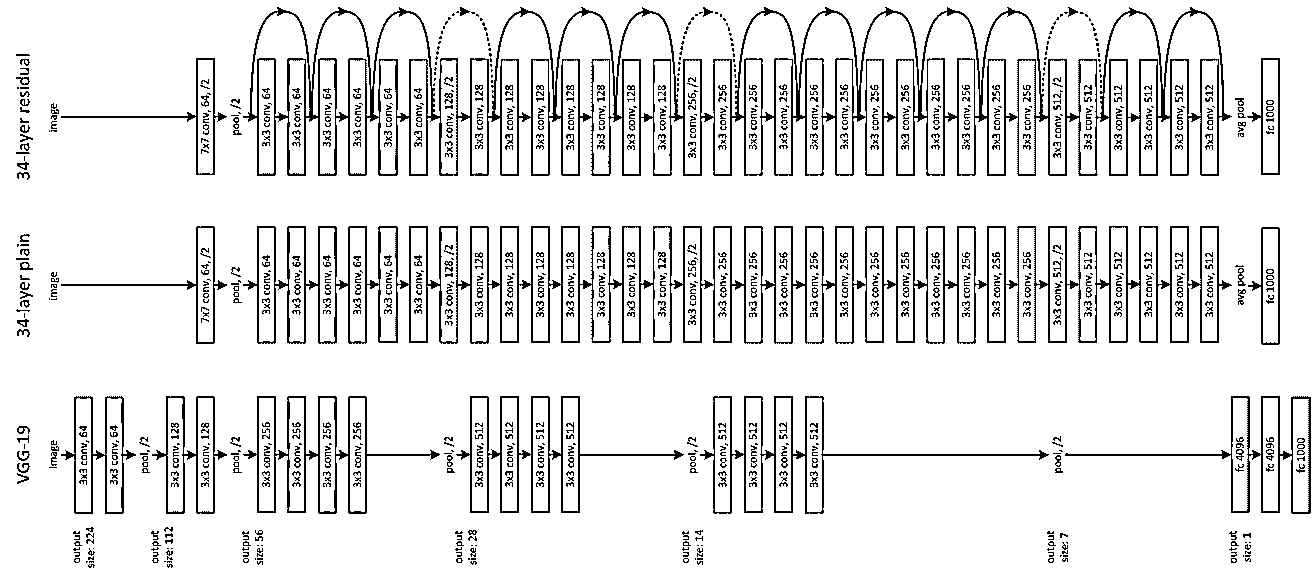 output
size: 224
output
size: 112
output
size: 56
output
size: 28
output
size: 14
output
size: 7
output
size: 1
VGG-19
image
3x3 conv, 64
3x3 conv, 64
pool, /2
3x3 conv, 128
3x3 conv, 128
pool, /2
3x3 conv, 256
3x3 conv, 256
3x3 conv, 256
3x3 conv, 256
pool, /2
3x3 conv, 512
3x3 conv, 512
3x3 conv, 512
3x3 conv, 512
pool, /2
3x3 conv, 512
3x3 conv, 512
3x3 conv, 512
3x3 conv, 512
pool, /2
fc 4096
fc 4096
fc 1000
34-layer plain
image
7x7 conv, 64, /2
pool, /2
3x3 conv, 64
3x3 conv, 64
3x3 conv, 64
3x3 conv, 64
3x3 conv, 64
3x3 conv, 64
3x3 conv, 128, /2
3x3 conv, 128
3x3 conv, 128
3x3 conv, 128
3x3 conv, 128
3x3 conv, 128
3x3 conv, 128
3x3 conv, 128
3x3 conv, 256, /2
3x3 conv, 256
3x3 conv, 256
3x3 conv, 256
3x3 conv, 256
3x3 conv, 256
3x3 conv, 256
3x3 conv, 256
3x3 conv, 256
3x3 conv, 256
3x3 conv, 256
3x3 conv, 256
3x3 conv, 512, /2
3x3 conv, 512
3x3 conv, 512
3x3 conv, 512
3x3 conv, 512
3x3 conv, 512
avg pool
fc 1000
34-layer residual
image
7x7 conv, 64, /2
pool, /2
3x3 conv, 64
3x3 conv, 64
3x3 conv, 64
3x3 conv, 64
3x3 conv, 64
3x3 conv, 64
3x3 conv, 128, /2
3x3 conv, 128
3x3 conv, 128
3x3 conv, 128
3x3 conv, 128
3x3 conv, 128
3x3 conv, 128
3x3 conv, 128
3x3 conv, 256, /2
3x3 conv, 256
3x3 conv, 256
3x3 conv, 256
3x3 conv, 256
3x3 conv, 256
3x3 conv, 256
3x3 conv, 256
3x3 conv, 256
3x3 conv, 256
3x3 conv, 256
3x3 conv, 256
3x3 conv, 512, /2
3x3 conv, 512
3x3 conv, 512
3x3 conv, 512
3x3 conv, 512
3x3 conv, 512
avg pool
fc 1000